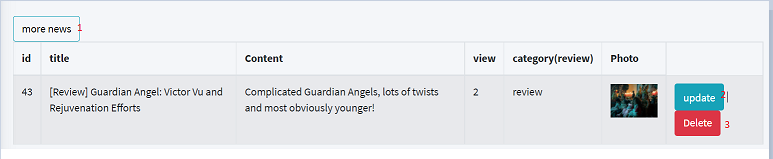 more news 1
id title Content view category(review) Photo
43 [Review] Guardian Angel: Victor Vu and Rejuvenation Efforts Complicated Guardian Angels, lots of twists and most obviously younger! 2 review
update 2
Delete 3